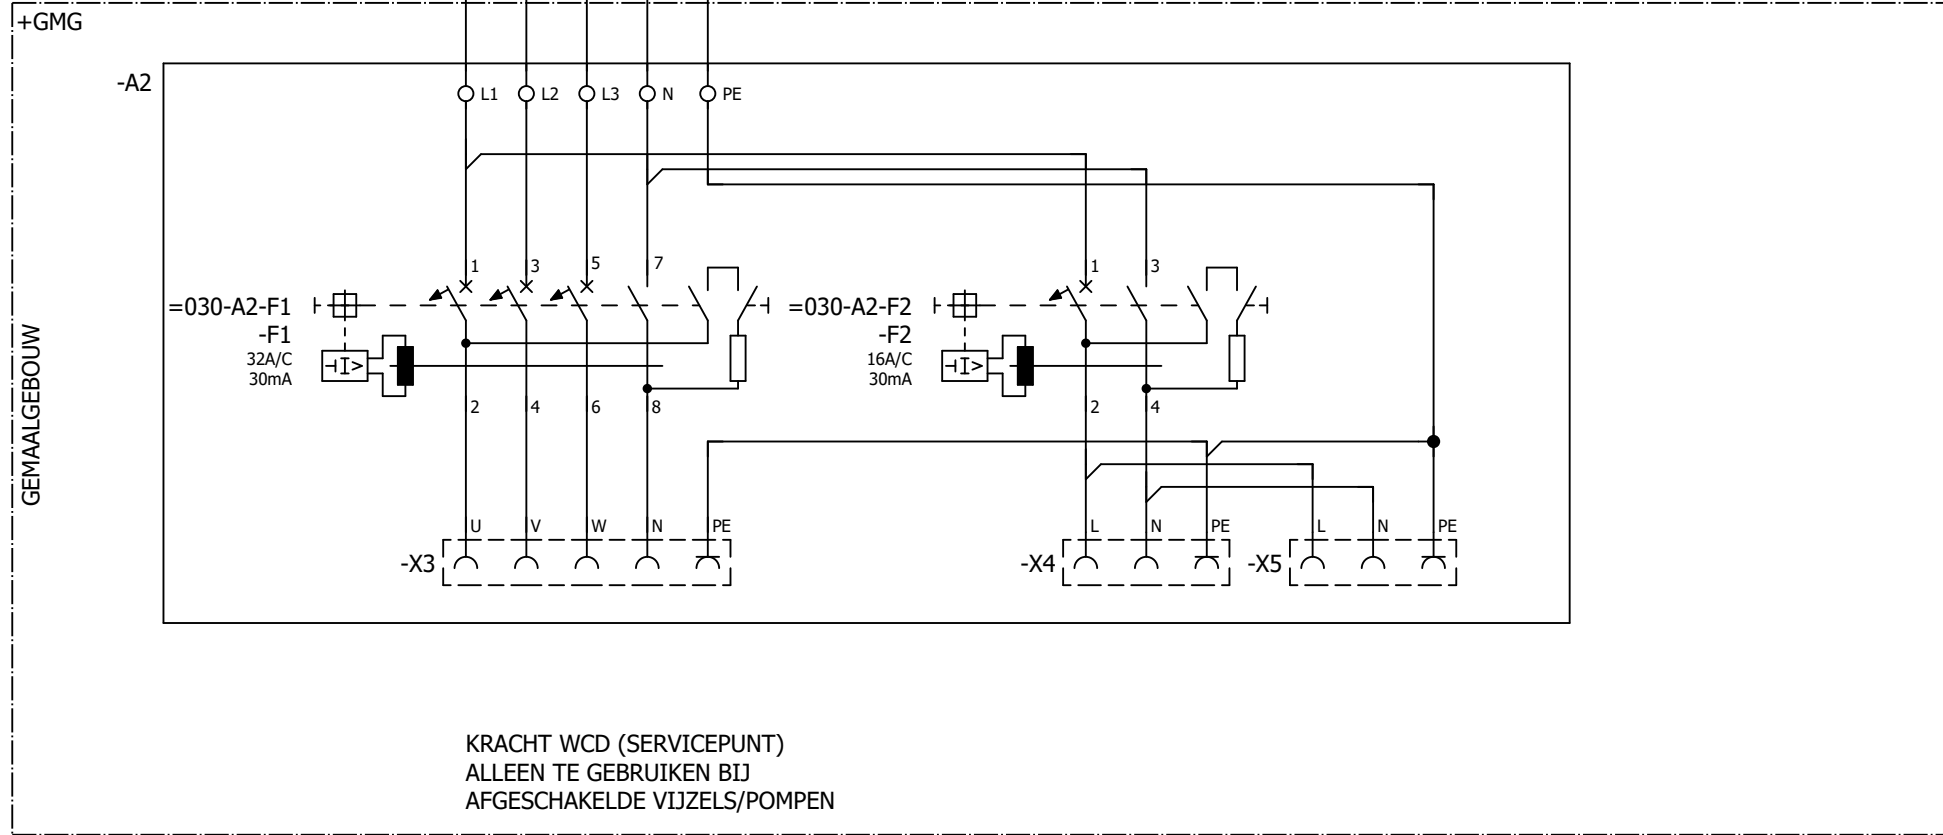 +GMG
-A2
L1 L2 L3 N PE
1 3 5 7 1 3
=030-A2-F1 =030-A2-F2
-F1 -F2
32A/C 16A/C
30mA 30mA
I> I>
GEMAALGEBOUW
2 4 6 8 2 4
U V W N PE L N PE L N PE
-X3 -X4 -X5
KRACHT WCD (SERVICEPUNT)
ALLEEN TE GEBRUIKEN BIJ
AFGESCHAKELDE VIJZELS/POMPEN